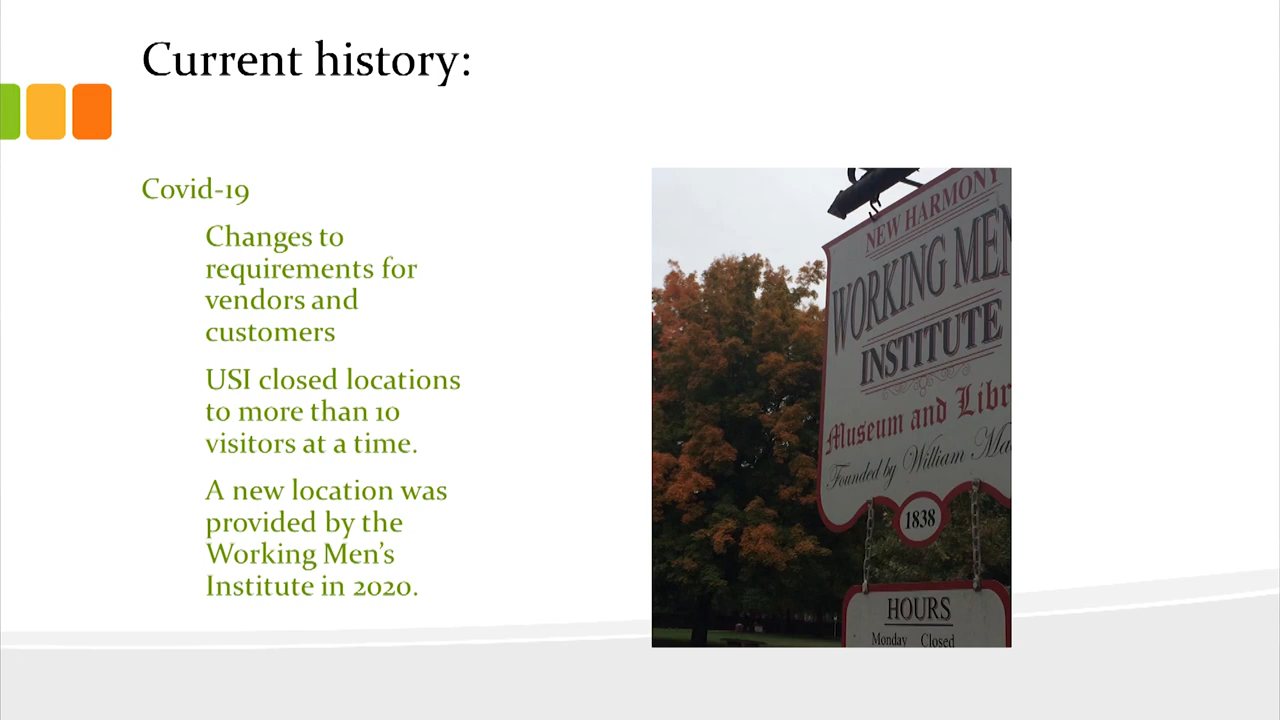 Current history:
Covid-19
Changes to
requirements for
vendors and
customers
USI closed locations
to more than 10
visitors at a time.
A new location was
provided by the
Working Men’s
Institute in 2020.
NEW HARMONY
WORKING MEN
INSTITUTE
Museum and Libr
Founded by William Ma
1838
HOURS
Monday Closed